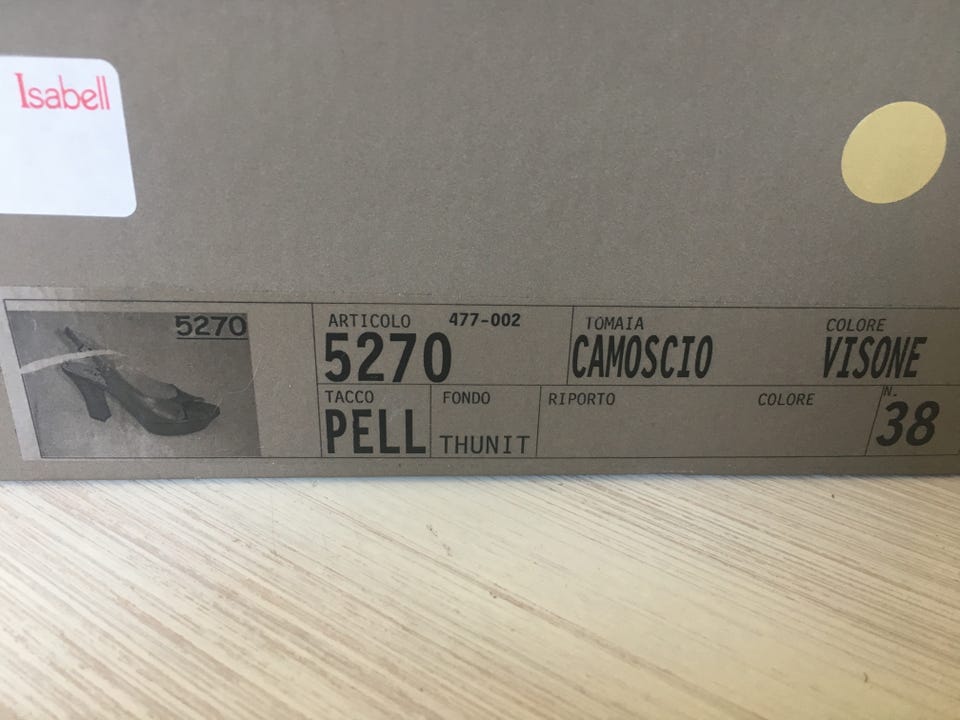 Isabell
5270
ARTICOLO 477-002
5270
TOMAIA
CAMOSCIO
COLORE
VISONE
TACCO
PELL
FONDO
THUNIT
RIPORTO
COLORE
N.
38